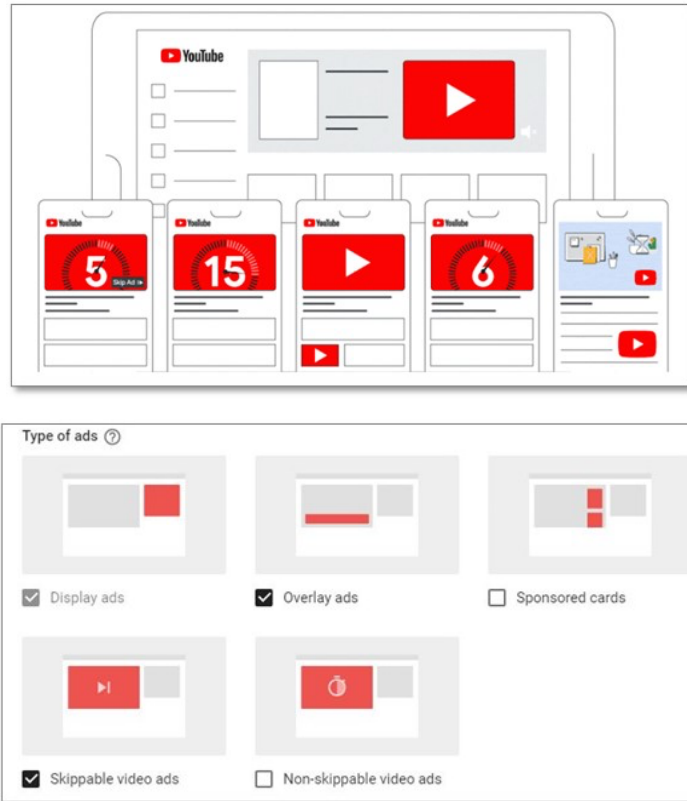 YouTube
YouTube
YouTube
YouTube
YouTube
5
Skip Ad
15
6
Type of ads
Display ads
Overlay ads
Sponsored cards
Skippable video ads
Non-skippable video ads